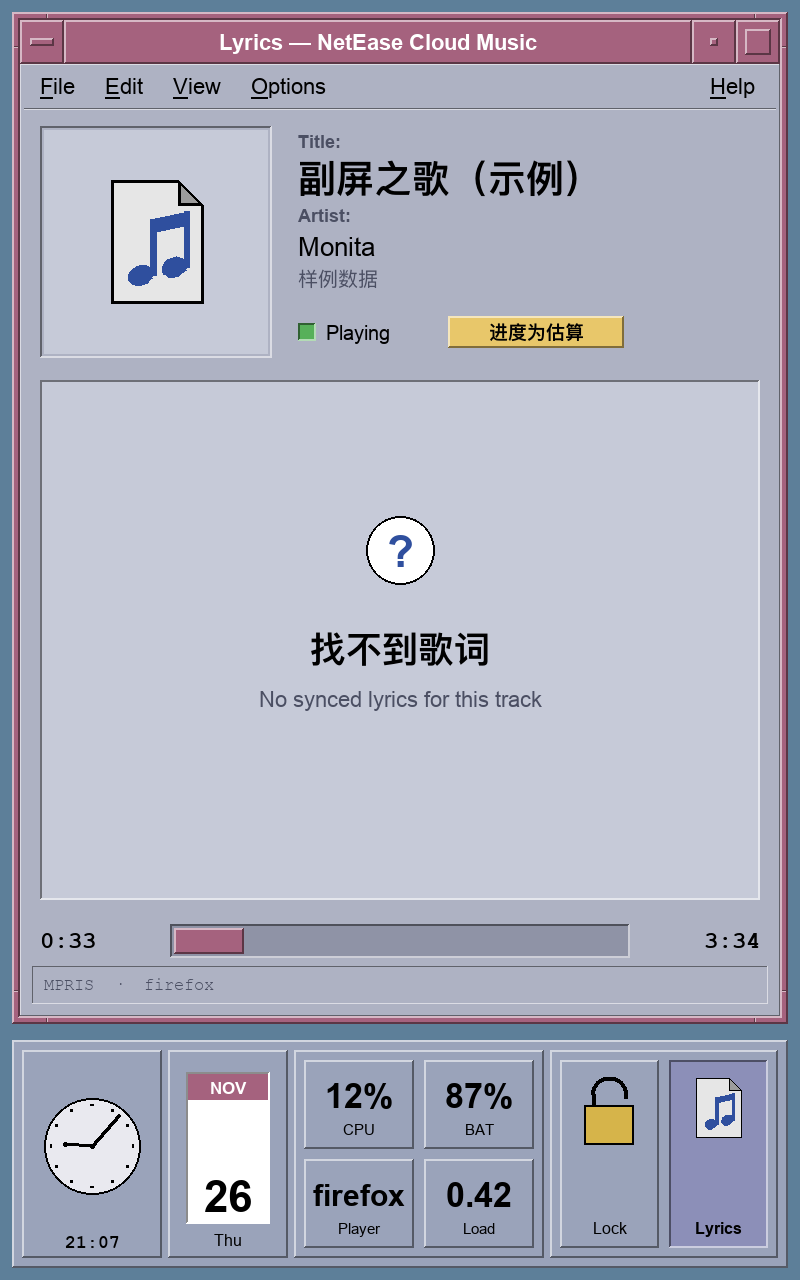 Lyrics — NetEase Cloud Music
File Edit View Options Help
Title:
副屏之歌（示例）
Artist:
Monita
样例数据
Playing
进度为估算
?
找不到歌词
No synced lyrics for this track
0:33 3:34
MPRIS · firefox
21:07
NOV
26
Thu
12%
CPU
87%
BAT
firefox
Player
0.42
Load
Lock
Lyrics